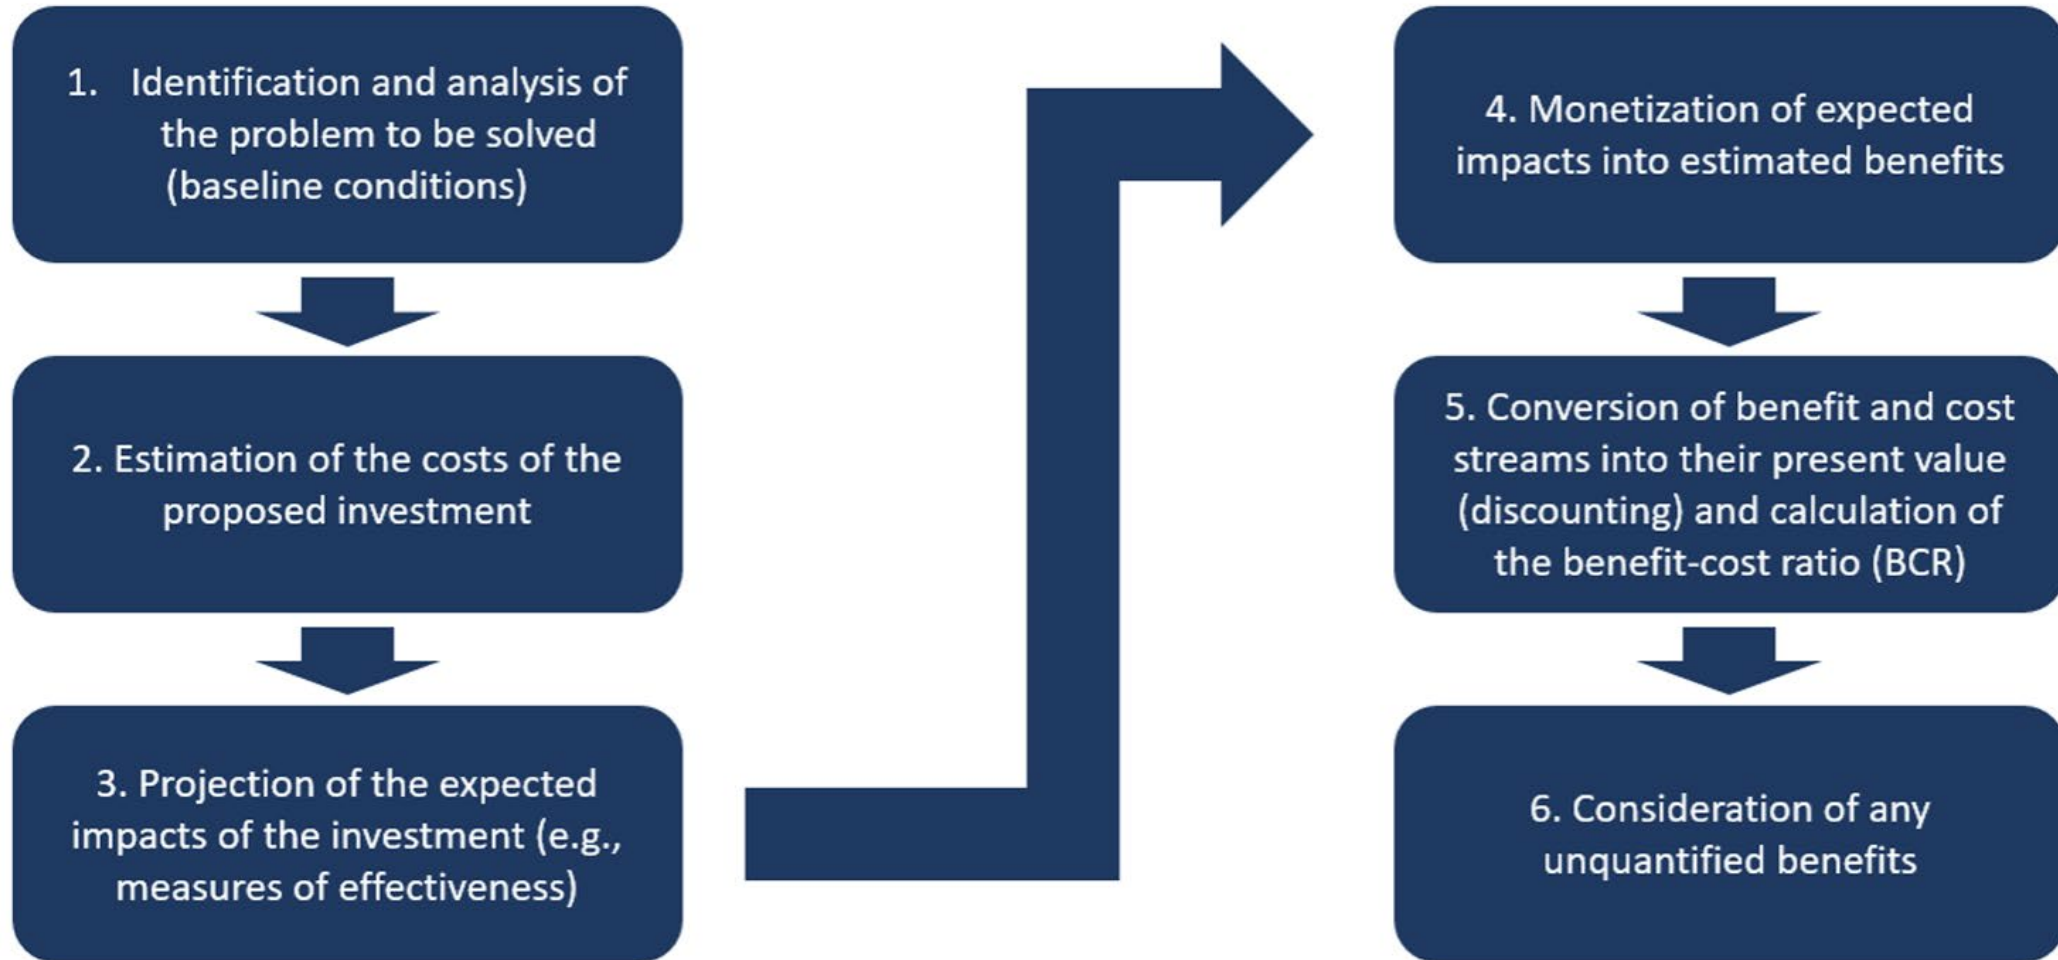 1. Identification and analysis of
the problem to be solved
(baseline conditions)
2. Estimation of the costs of the
proposed investment
3. Projection of the expected
impacts of the investment (e.g.,
measures of effectiveness)
4. Monetization of expected
impacts into estimated benefits
5. Conversion of benefit and cost
streams into their present value
(discounting) and calculation of
the benefit-cost ratio (BCR)
6. Consideration of any
unquantified benefits